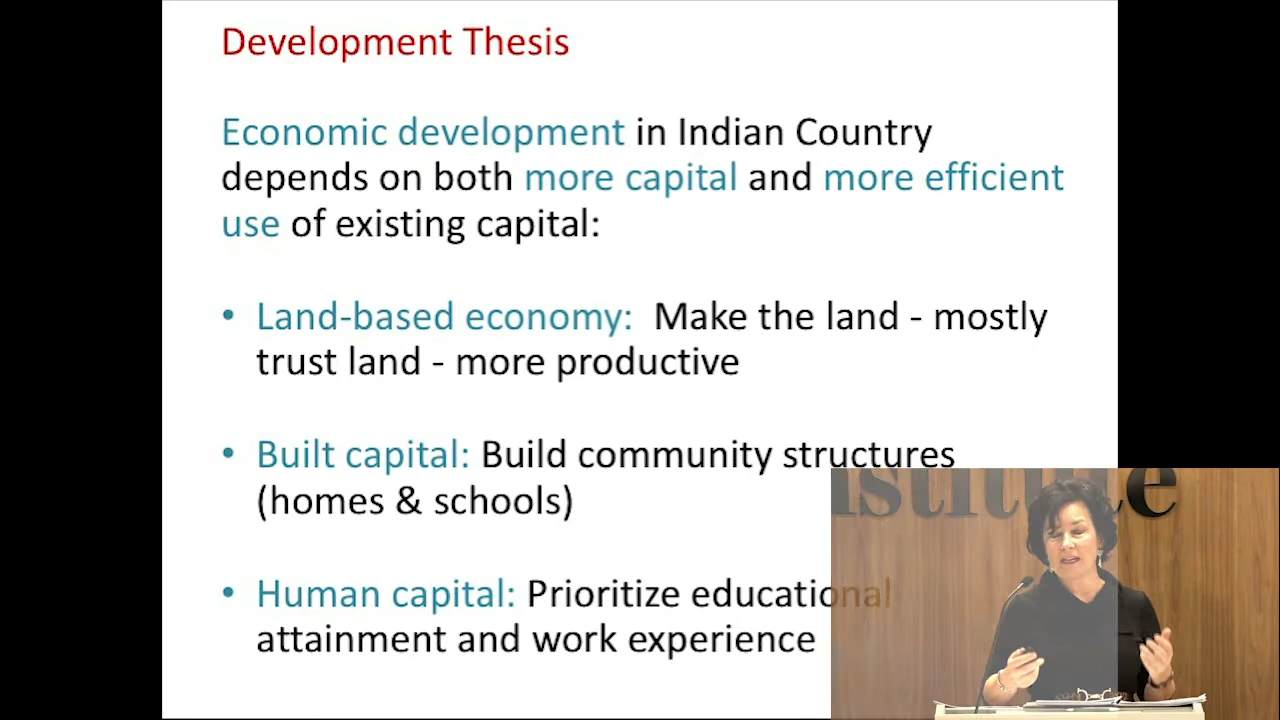 Development Thesis
Economic development in Indian Country
depends on both more capital and more efficient
use of existing capital:
• Land-based economy:  Make the land - mostly
trust land - more productive
• Built capital: Build community structures
(homes & schools)
• Human capital: Prioritize educational
attainment and work experience